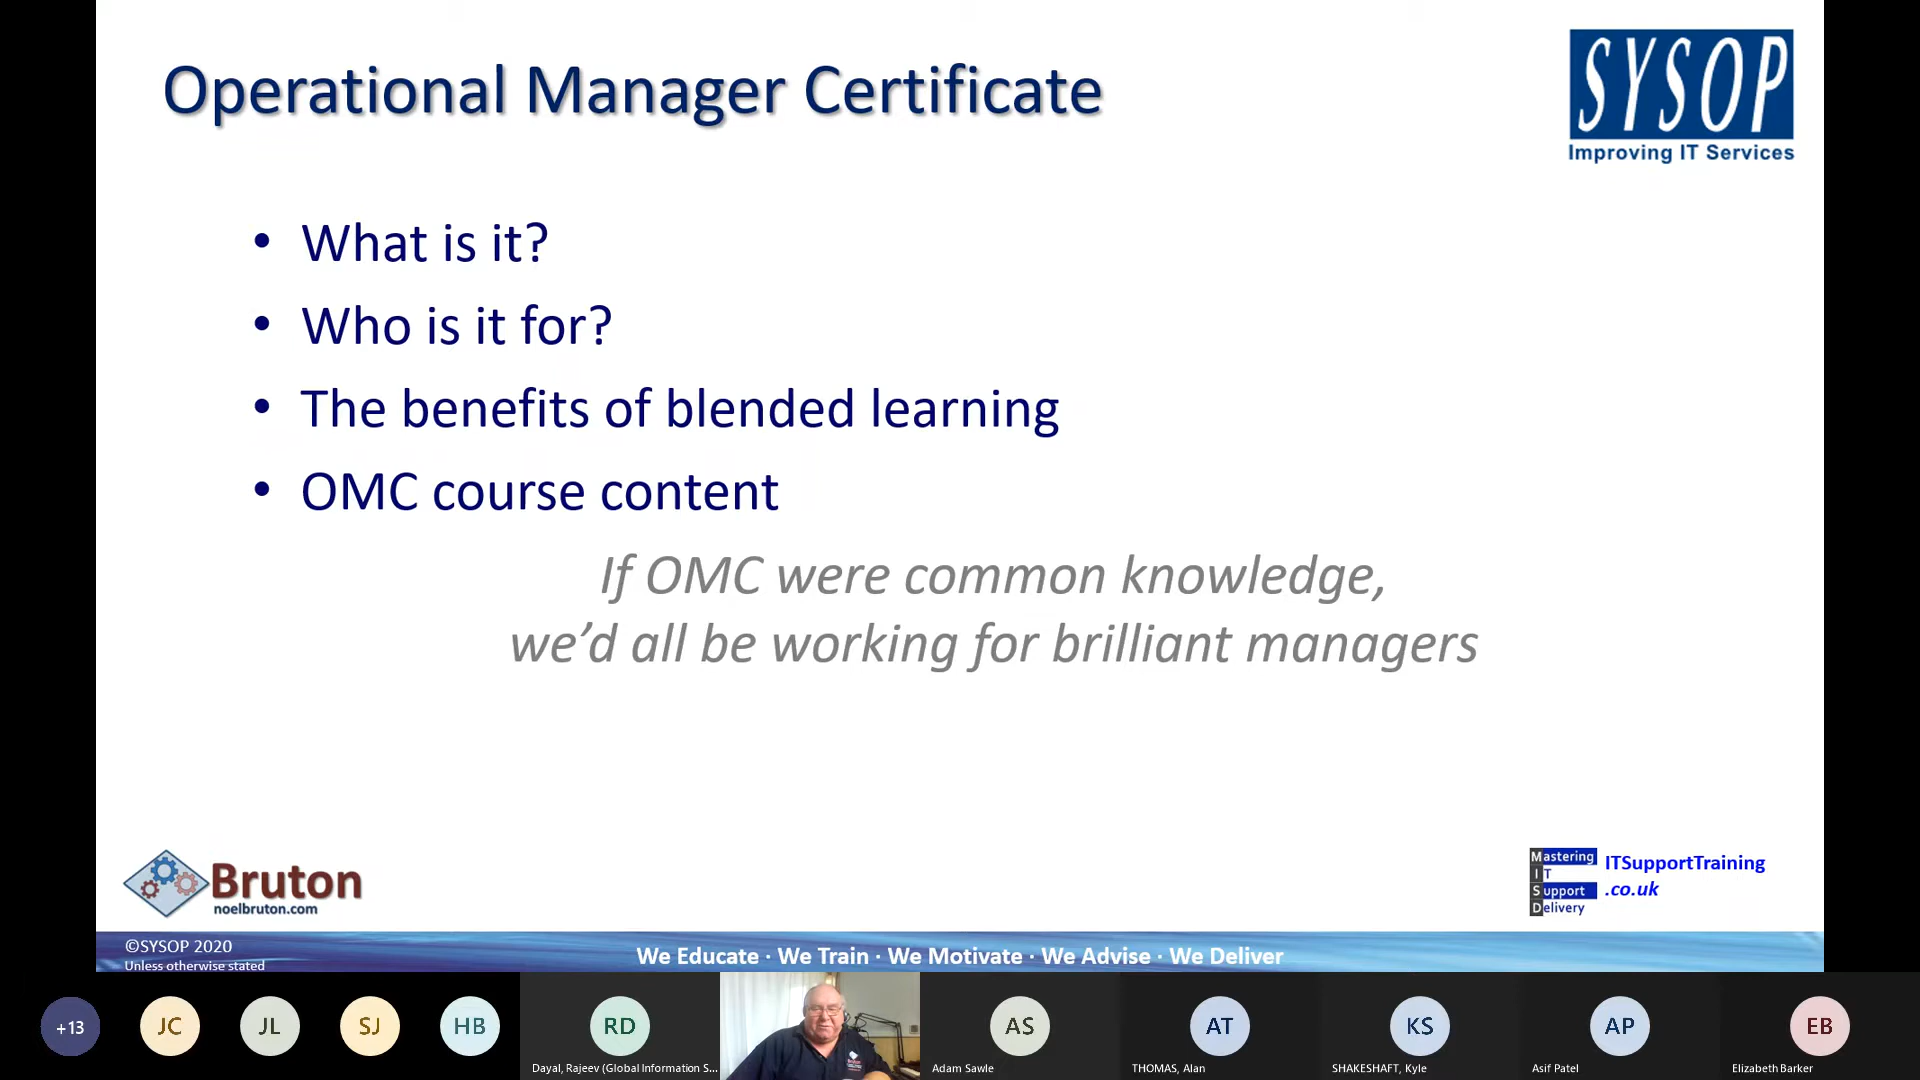 Operational Manager Certificate
SYSOP
Improving IT Services
• What is it?
• Who is it for?
• The benefits of blended learning
• OMC course content
If OMC were common knowledge,
we’d all be working for brilliant managers
Bruton
noelbruton.com
Mastering
IT
Support
Delivery
ITSupportTraining
.co.uk
©SYSOP 2020
Unless otherwise stated
We Educate · We Train · We Motivate · We Advise · We Deliver
+13
JC
JL
SJ
HB
RD
Dayal, Rajeev (Global Information S...
Bruton
AS
Adam Sawle
AT
THOMAS, Alan
KS
SHAKESHAFT, Kyle
AP
Asif Patel
EB
Elizabeth Barker